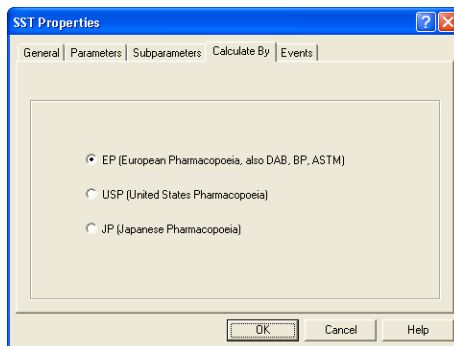 SST Properties
General Parameters Subparameters Calculate By Events
EP (European Pharmacopoeia, also DAB, BP, ASTM)
USP (United States Pharmacopoeia)
JP (Japanese Pharmacopoeia)
OK Cancel Help